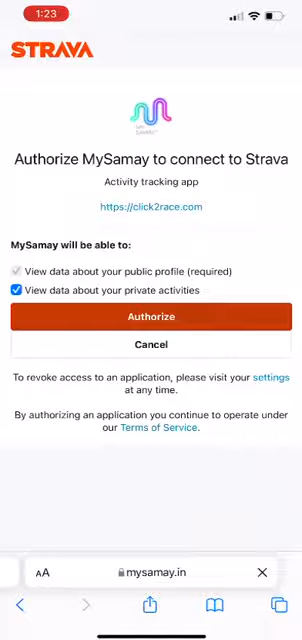 1:23
STRAVA
Authorize MySamay to connect to Strava
Activity tracking app
https://click2race.com
MySamay will be able to:
View data about your public profile (required)
View data about your private activities
Authorize
Cancel
To revoke access to an application, please visit your settings
at any time.
By authorizing an application you continue to operate under
our Terms of Service.
AA
mysamay.in